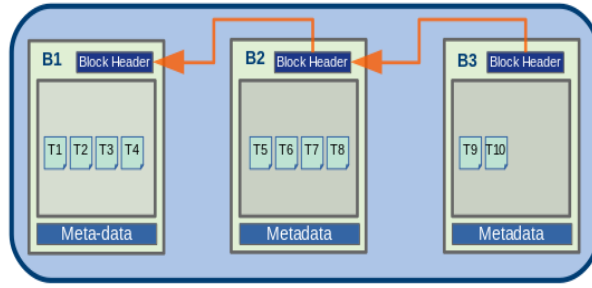 B1 Block Header
B2 Block Header
B3 Block Header
T1 T2 T3 T4
T5 T6 T7 T8
T9 T10
Meta-data
Metadata
Metadata